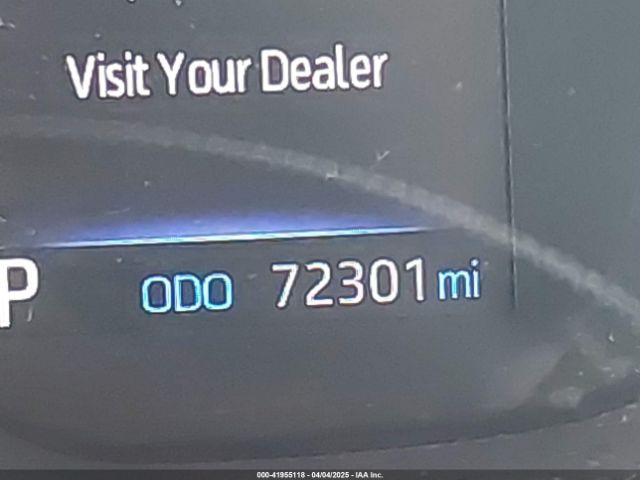 Visit Your Dealer
P
ODO 72301 mi
000-41955118 - 04/04/2025 - IAA Inc.